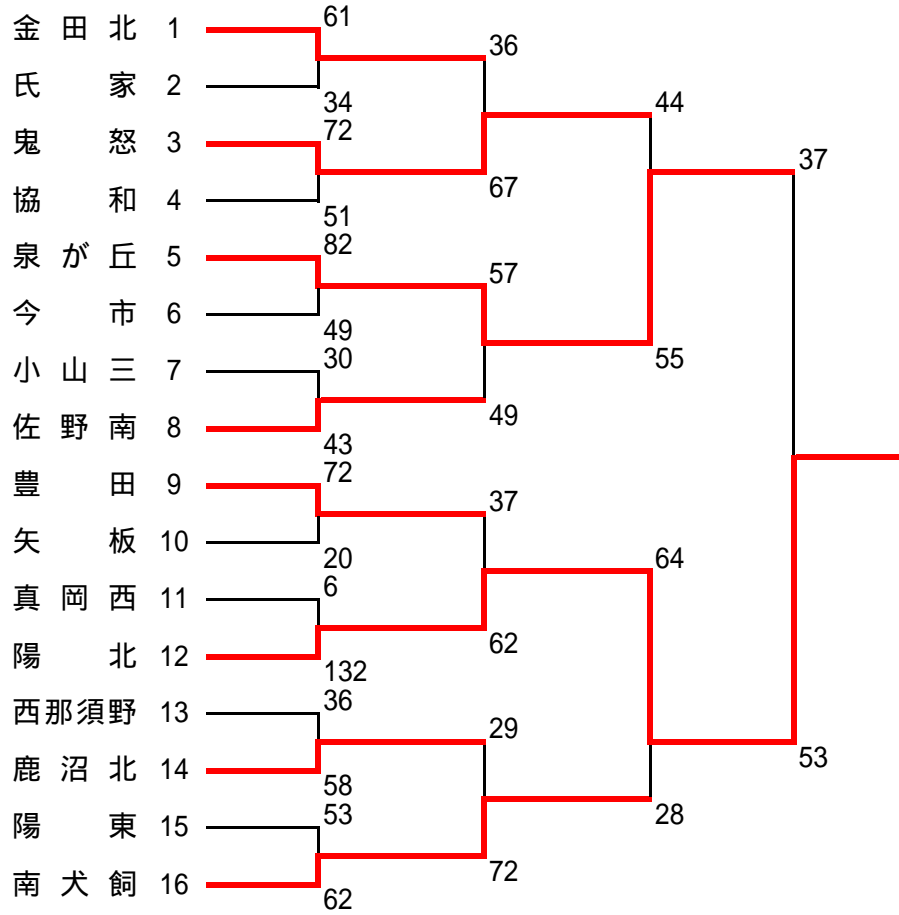 金田北 1 61
36
氏家 2 34
44
鬼怒 3 72
37
67
協和 4 51
泉が丘 5 82
57
今市 6 49
55
小山三 7 30
49
佐野南 8 43
豊田 9 72
37
矢板 10 20
64
真岡西 11 6
62
陽北 12 132
西那須野 13 36
29
53
鹿沼北 14 58
28
陽東 15 53
72
南犬飼 16 62